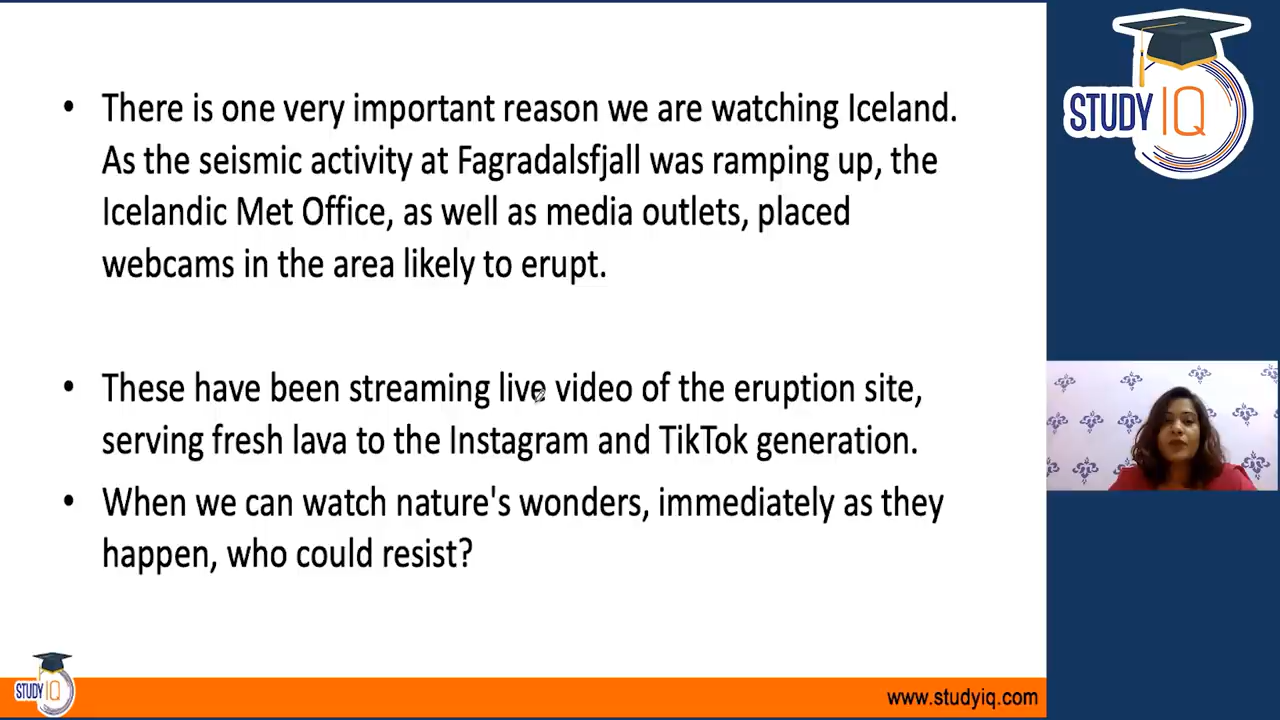 • There is one very important reason we are watching Iceland.
As the seismic activity at Fagradalsfjall was ramping up, the
Icelandic Met Office, as well as media outlets, placed
webcams in the area likely to erupt.
• These have been streaming live video of the eruption site,
serving fresh lava to the Instagram and TikTok generation.
• When we can watch nature's wonders, immediately as they
happen, who could resist?
STUDY IQ
STUDY IQ
www.studyiq.com